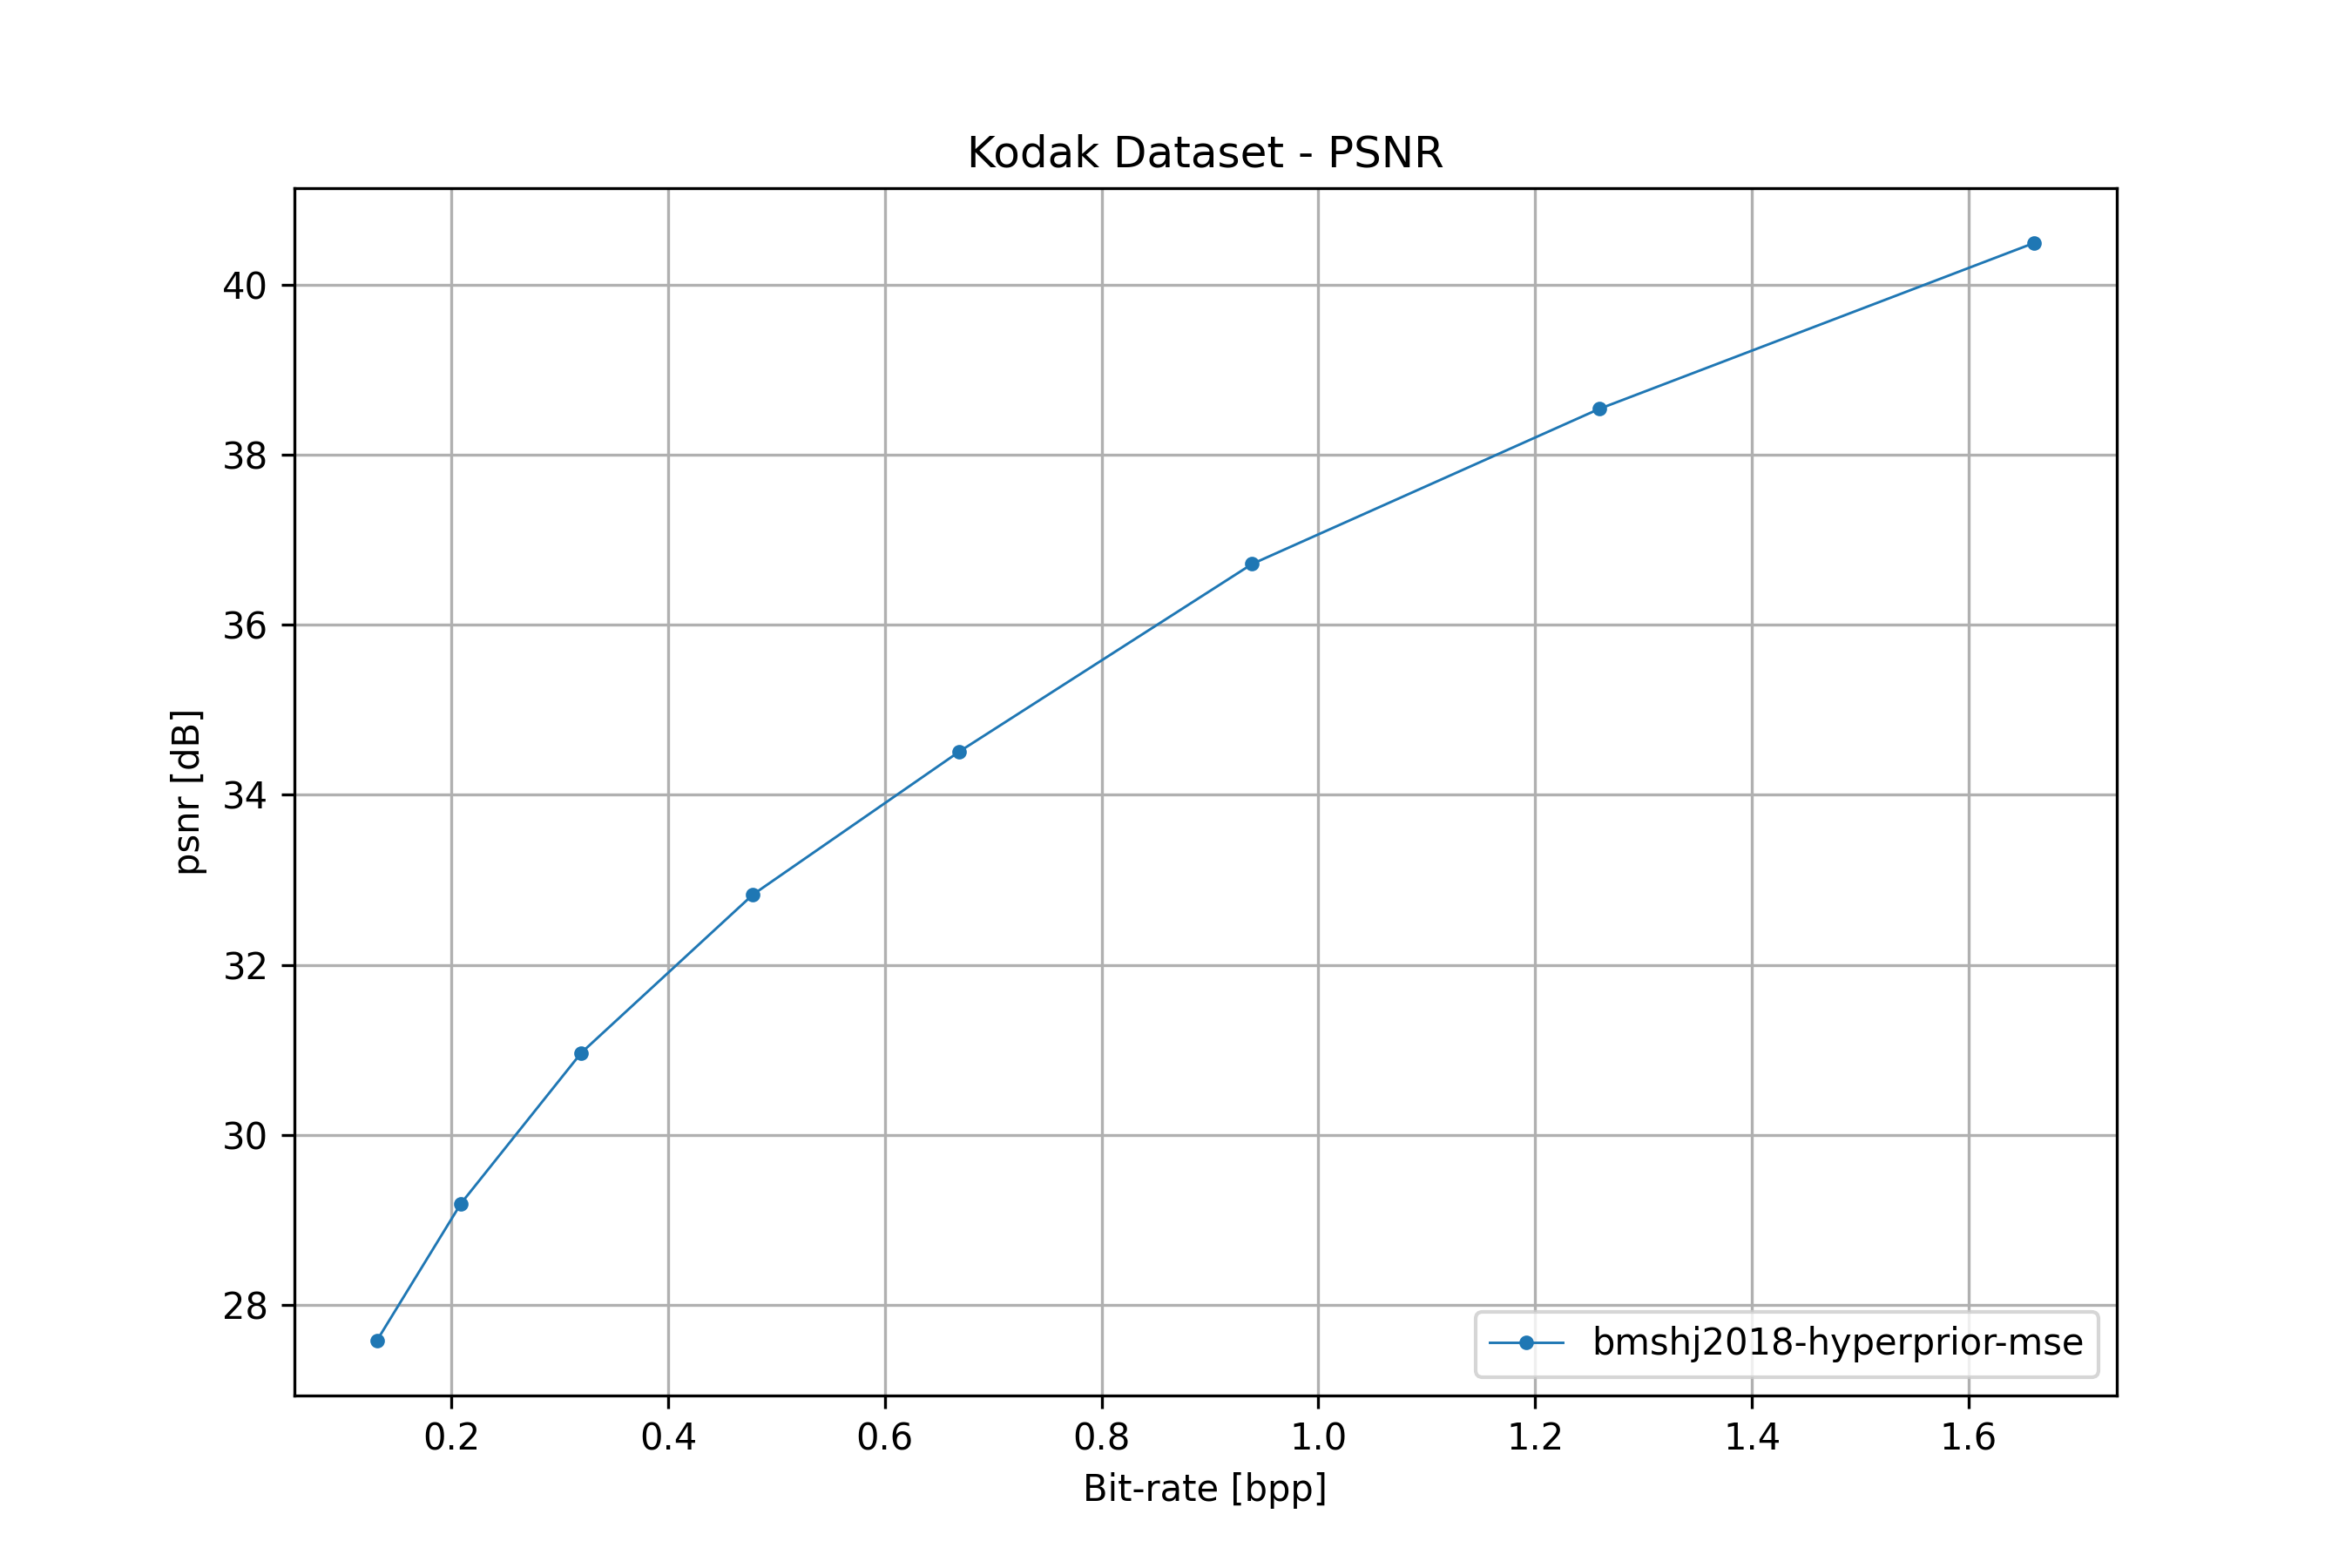 Kodak Dataset - PSNR
40
38
36
34
32
30
28
psnr [dB]
0.2 0.4 0.6 0.8 1.0 1.2 1.4 1.6
Bit-rate [bpp]
bmshj2018-hyperprior-mse